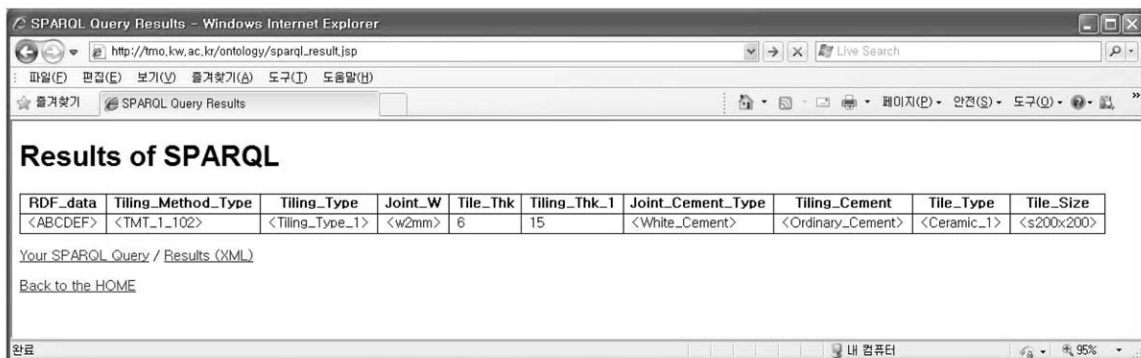 SPARQL Query Results - Windows Internet Explorer
http://tmo.kw.ac.kr/ontology/sparql_result.jsp
Live Search
파일(F) 편집(E) 보기(V) 즐겨찾기(A) 도구(T) 도움말(H)
즐겨찾기 SPARQL Query Results 페이지(P) 안전(S) 도구(O) »
Results of SPARQL
RDF_data Tiling_Method_Type Tiling_Type Joint_W Tile_Thk Tiling_Thk_1 Joint_Cement_Type Tiling_Cement Tile_Type Tile_Size
<ABCDEF> <TMT_1_102> <Tiling_Type_1> <w2mm> 6 15 <White_Cement> <Ordinary_Cement> <Ceramic_1> <s200x200>
Your SPARQL Query / Results (XML)
Back to the HOME
완료 내 컴퓨터 95%